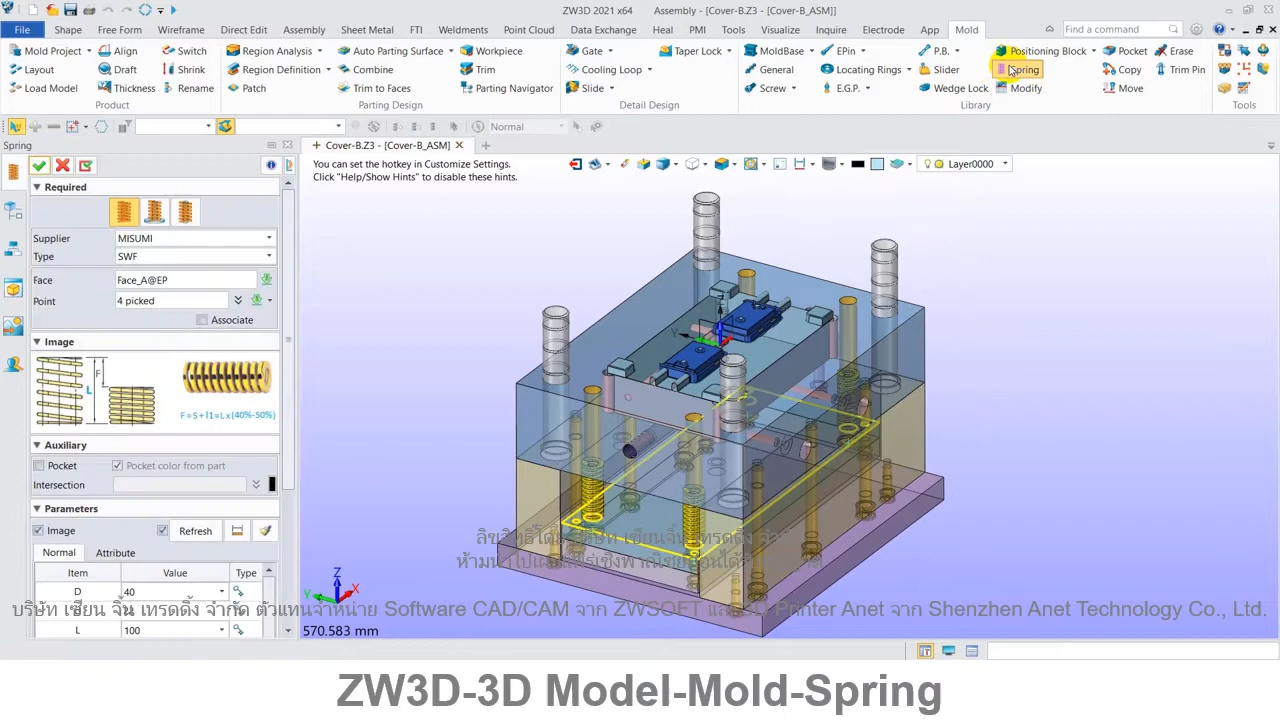 ZW3D 2021 x64 Assembly - [Cover-B.Z3 - [Cover-B_ASM]]
File Shape Free Form Wireframe Direct Edit Assembly Sheet Metal FTI Weldments Point Cloud Data Exchange Heal PMI Tools Visualize Inquire Electrode App Mold Find a command
Mold Project Align Switch Region Analysis Auto Parting Surface Workpiece Gate Taper Lock MoldBase EPin P.B. Positioning Block Pocket Erase
Layout Draft Shrink Region Definition Combine Trim Cooling Loop General Locating Rings Slider Spring Copy Trim Pin
Load Model Thickness Rename Patch Trim to Faces Parting Navigator Slide Screw E.G.P. Wedge Lock Modify Move
Product Parting Design Detail Design Library Tools
Normal
Spring
Cover-B.Z3 - [Cover-B_ASM]
You can set the hotkey in Customize Settings.
Click "Help/Show Hints" to disable these hints.
Layer0000
Required
Supplier MISUMI
Type SWF
Face Face_A@EP
Point 4 picked
Associate
Image
F
L
F=S+l1=Lx(40%-50%)
Auxiliary
Pocket Pocket color from part
Intersection
Parameters
Image Refresh
Normal Attribute
Item Value Type
D 40
L 100
Z
X
Y
570.583 mm
บริษัท เซียน จิ้น เทรดดิ้ง จำกัด ตัวแทนจำหน่าย Software CAD/CAM จาก ZWSOFT และ 3D Printer Anet จาก Shenzhen Anet Technology Co., Ltd.
ZW3D-3D Model-Mold-Spring